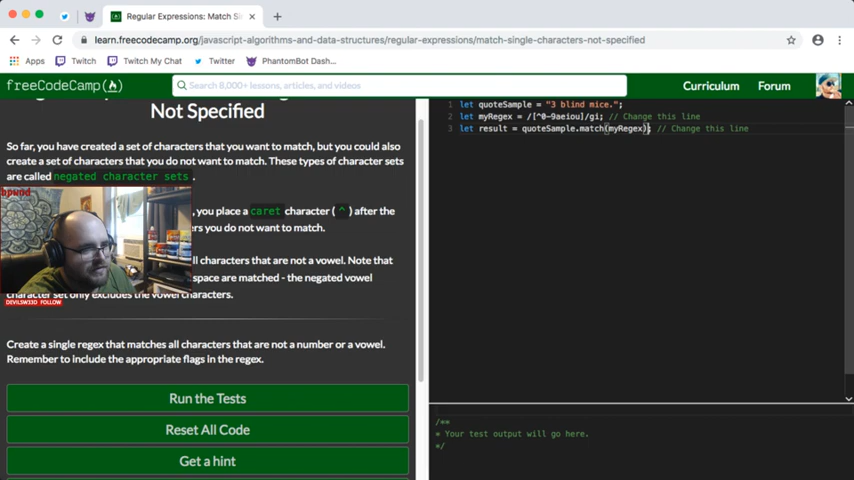 Regular Expressions: Match Si
learn.freecodecamp.org/javascript-algorithms-and-data-structures/regular-expressions/match-single-characters-not-specified
Apps Twitch Twitch My Chat Twitter PhantomBot Dash...
freeCodeCamp
Search 8,000+ lessons, articles, and videos
Curriculum Forum
Not Specified
So far, you have created a set of characters that you want to match, but you could also
create a set of characters that you do not want to match. These types of character sets
are called negated character sets.
you place a caret character ( ^ ) after the
rs you do not want to match.
ll characters that are not a vowel. Note that
space are matched - the negated vowel
character set only excludes the vowel characters.
DEVILSW33D FOLLOW
Create a single regex that matches all characters that are not a number or a vowel.
Remember to include the appropriate flags in the regex.
Run the Tests
Reset All Code
Get a hint
1 let quoteSample = "3 blind mice.";
2 let myRegex = /[^0-9aeiou]/gi; // Change this line
3 let result = quoteSample.match(myRegex); // Change this line
/**
* Your test output will go here.
*/